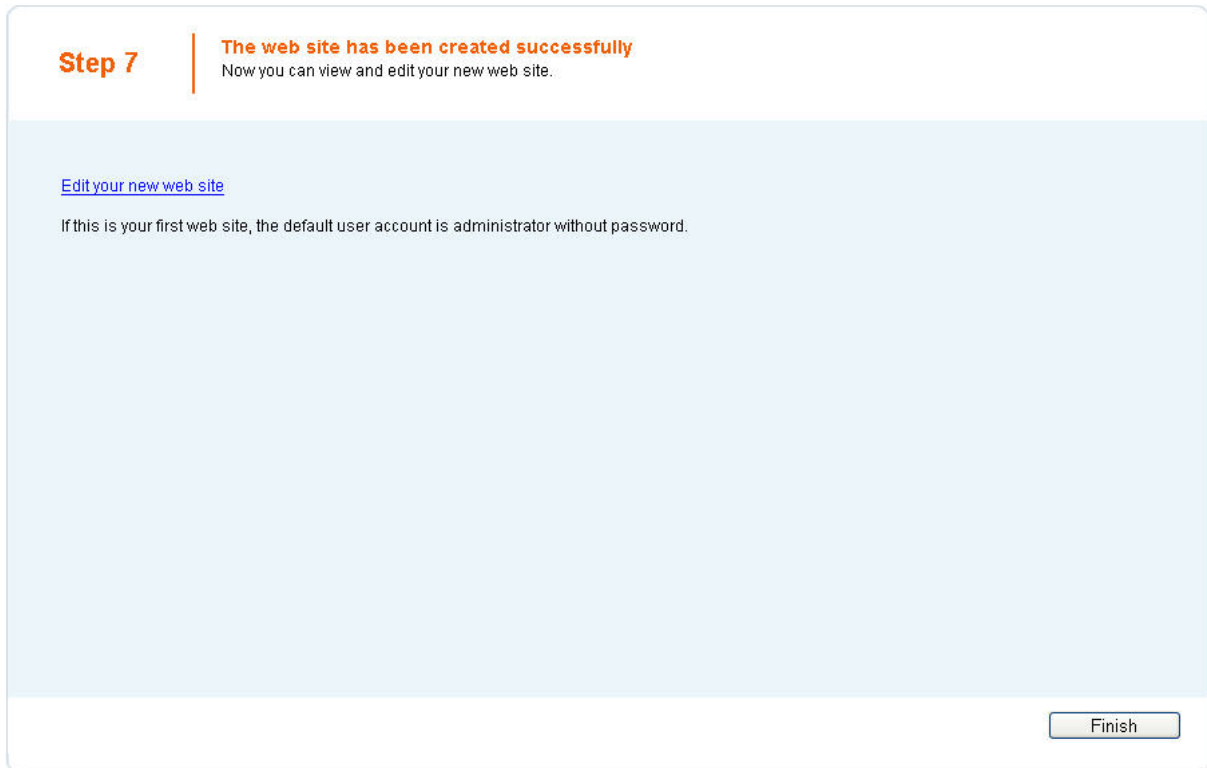 Step 7
The web site has been created successfully
Now you can view and edit your new web site.
Edit your new web site
If this is your first web site, the default user account is administrator without password.
Finish